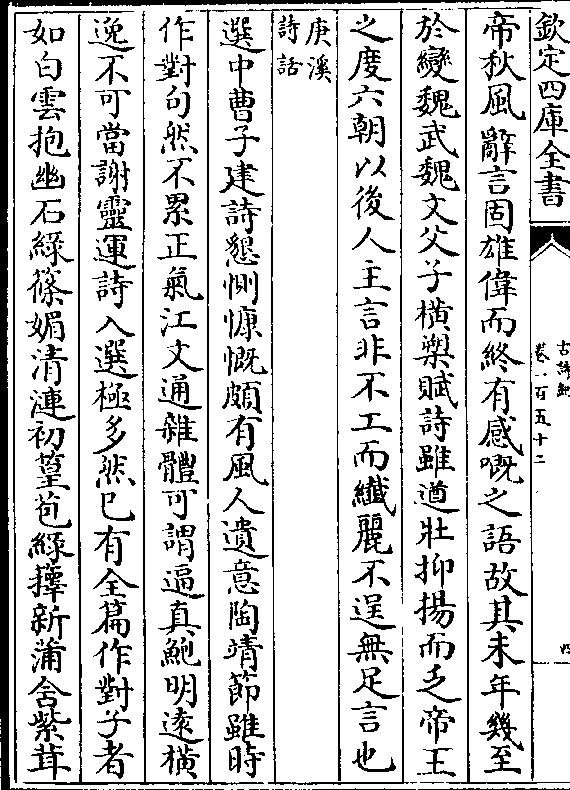 欽定四庫全書
古詩紀
卷一百五十二
四
帝秋風辭言固雄偉而終有感嘅之語故其末年幾至
於變魏武魏文父子橫槊賦詩雖遒壯抑揚而乏帝王
之度六朝以後人主言非不工而纖麗不逞無足言也
庚溪
詩話
選中曹子建詩懇惻慷慨頗有風人遺意陶靖節雖時
作對句然不累正氣江文通雜體可謂逼真鮑明遠橫
逸不可當謝靈運詩入選極多然已有全篇作對子者
如白雲抱幽石綠篠媚清漣初篁苞綠籜新蒲含紫茸